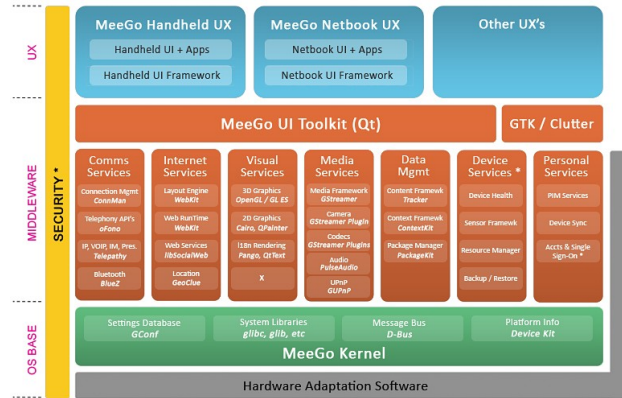 UX
MIDDLEWARE
OS BASE
SECURITY *
MeeGo Handheld UX
Handheld UI + Apps
Handheld UI Framework
MeeGo Netbook UX
Netbook UI + Apps
Netbook UI Framework
Other UX's
MeeGo UI Toolkit (Qt)
GTK / Clutter
Comms
Services
Connection Mgmt
ConnMan
Telephony API's
oFono
IP, VOIP, IM, Pres.
Telepathy
Bluetooth
BlueZ
Internet
Services
Layout Engine
WebKit
Web RunTime
WebKit
Web Services
libSocialWeb
Location
GeoClue
Visual
Services
3D Graphics
OpenGL / GL ES
2D Graphics
Cairo, QPainter
I18n Rendering
Pango, QtText
X
Media
Services
Media Framework
GStreamer
Camera
GStreamer Plugin
Codecs
GStreamer Plugins
Audio
PulseAudio
UPnP
GUPnP
Data
Mgmt
Content Framewk
Tracker
Context Framewk
ContextKit
Package Manager
PackageKit
Device
Services *
Device Health
Sensor Framewk
Resource Manager
Backup / Restore
Personal
Services
PIM Services
Device Sync
Accts & Single
Sign-On *
Settings Database
GConf
System Libraries
glibc, glib, etc
Message Bus
D-Bus
Platform Info
Device Kit
MeeGo Kernel
Hardware Adaptation Software